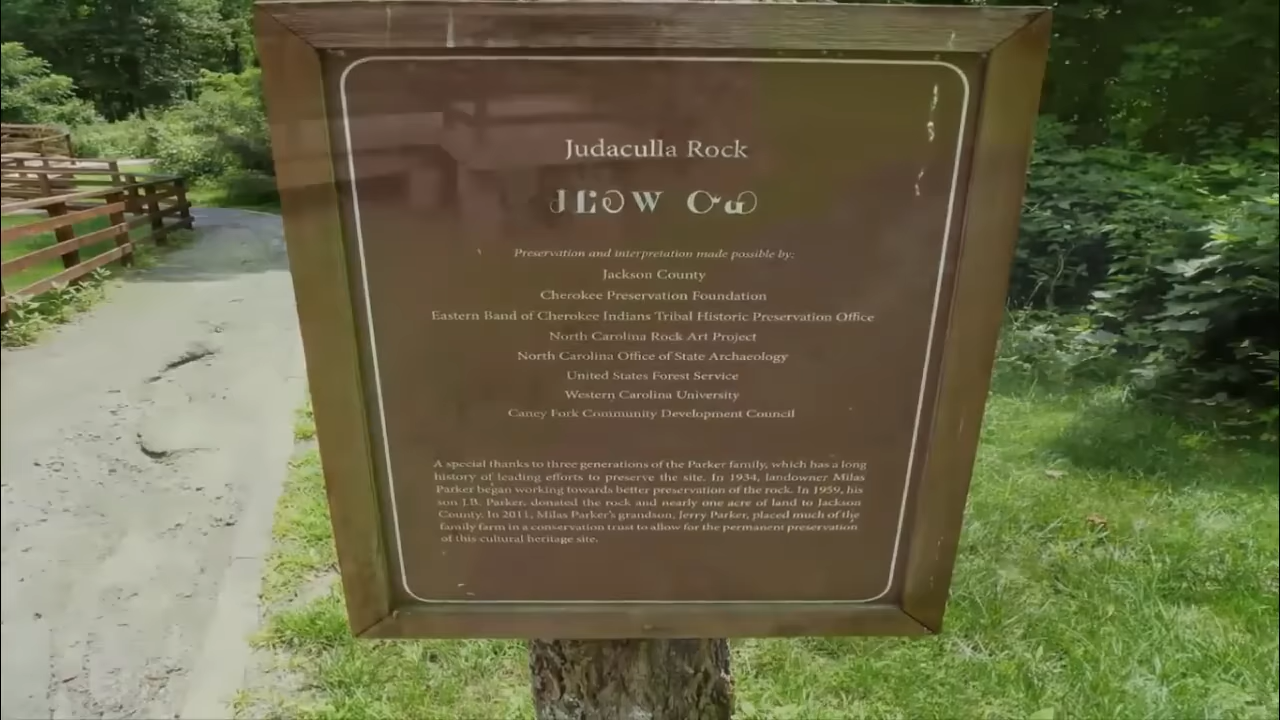 Judaculla Rock
ᏧᏝᎧᎳ ᏅᏯ
Preservation and interpretation made possible by:
Jackson County
Cherokee Preservation Foundation
Eastern Band of Cherokee Indians Tribal Historic Preservation Office
North Carolina Rock Art Project
North Carolina Office of State Archaeology
United States Forest Service
Western Carolina University
Caney Fork Community Development Council
A special thanks to three generations of the Parker family, which has a long
history of leading efforts to preserve the site. In 1934, landowner Milas
Parker began working towards better preservation of the rock. In 1959, his
son J.B. Parker, donated the rock and nearly one acre of land to Jackson
County. In 2011, Milas Parker's grandson, Jerry Parker, placed much of the
family farm in a conservation trust to allow for the permanent preservation
of this cultural heritage site.